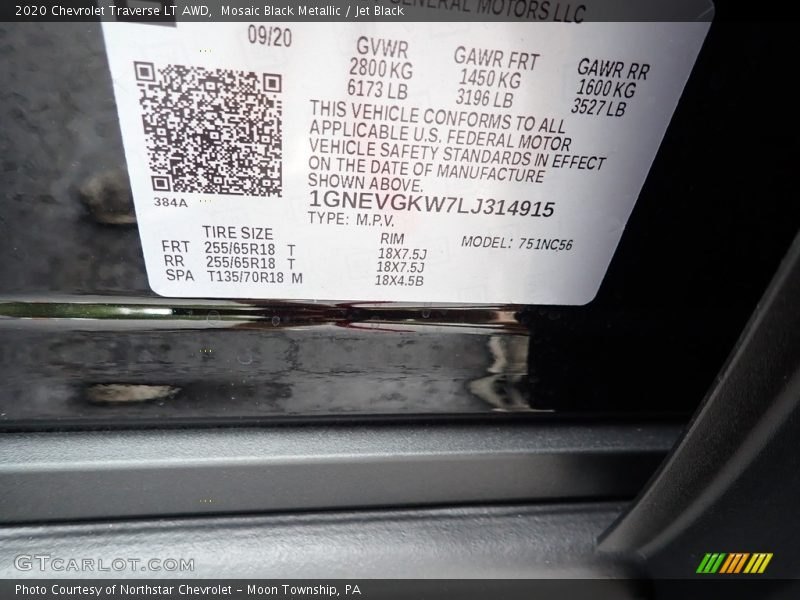 2020 Chevrolet Traverse LT AWD, Mosaic Black Metallic / Jet Black
GENERAL MOTORS LLC
09/20
GVWR
2800 KG
6173 LB
GAWR FRT
1450 KG
3196 LB
GAWR RR
1600 KG
3527 LB
THIS VEHICLE CONFORMS TO ALL
APPLICABLE U.S. FEDERAL MOTOR
VEHICLE SAFETY STANDARDS IN EFFECT
ON THE DATE OF MANUFACTURE
SHOWN ABOVE.
384A
1GNEVGKW7LJ314915
TYPE: M.P.V.
TIRE SIZE
RIM
MODEL: 751NC56
FRT 255/65R18 T 18X7.5J
RR 255/65R18 T 18X7.5J
SPA T135/70R18 M 18X4.5B
GTCARLOT.COM
Photo Courtesy of Northstar Chevrolet - Moon Township, PA